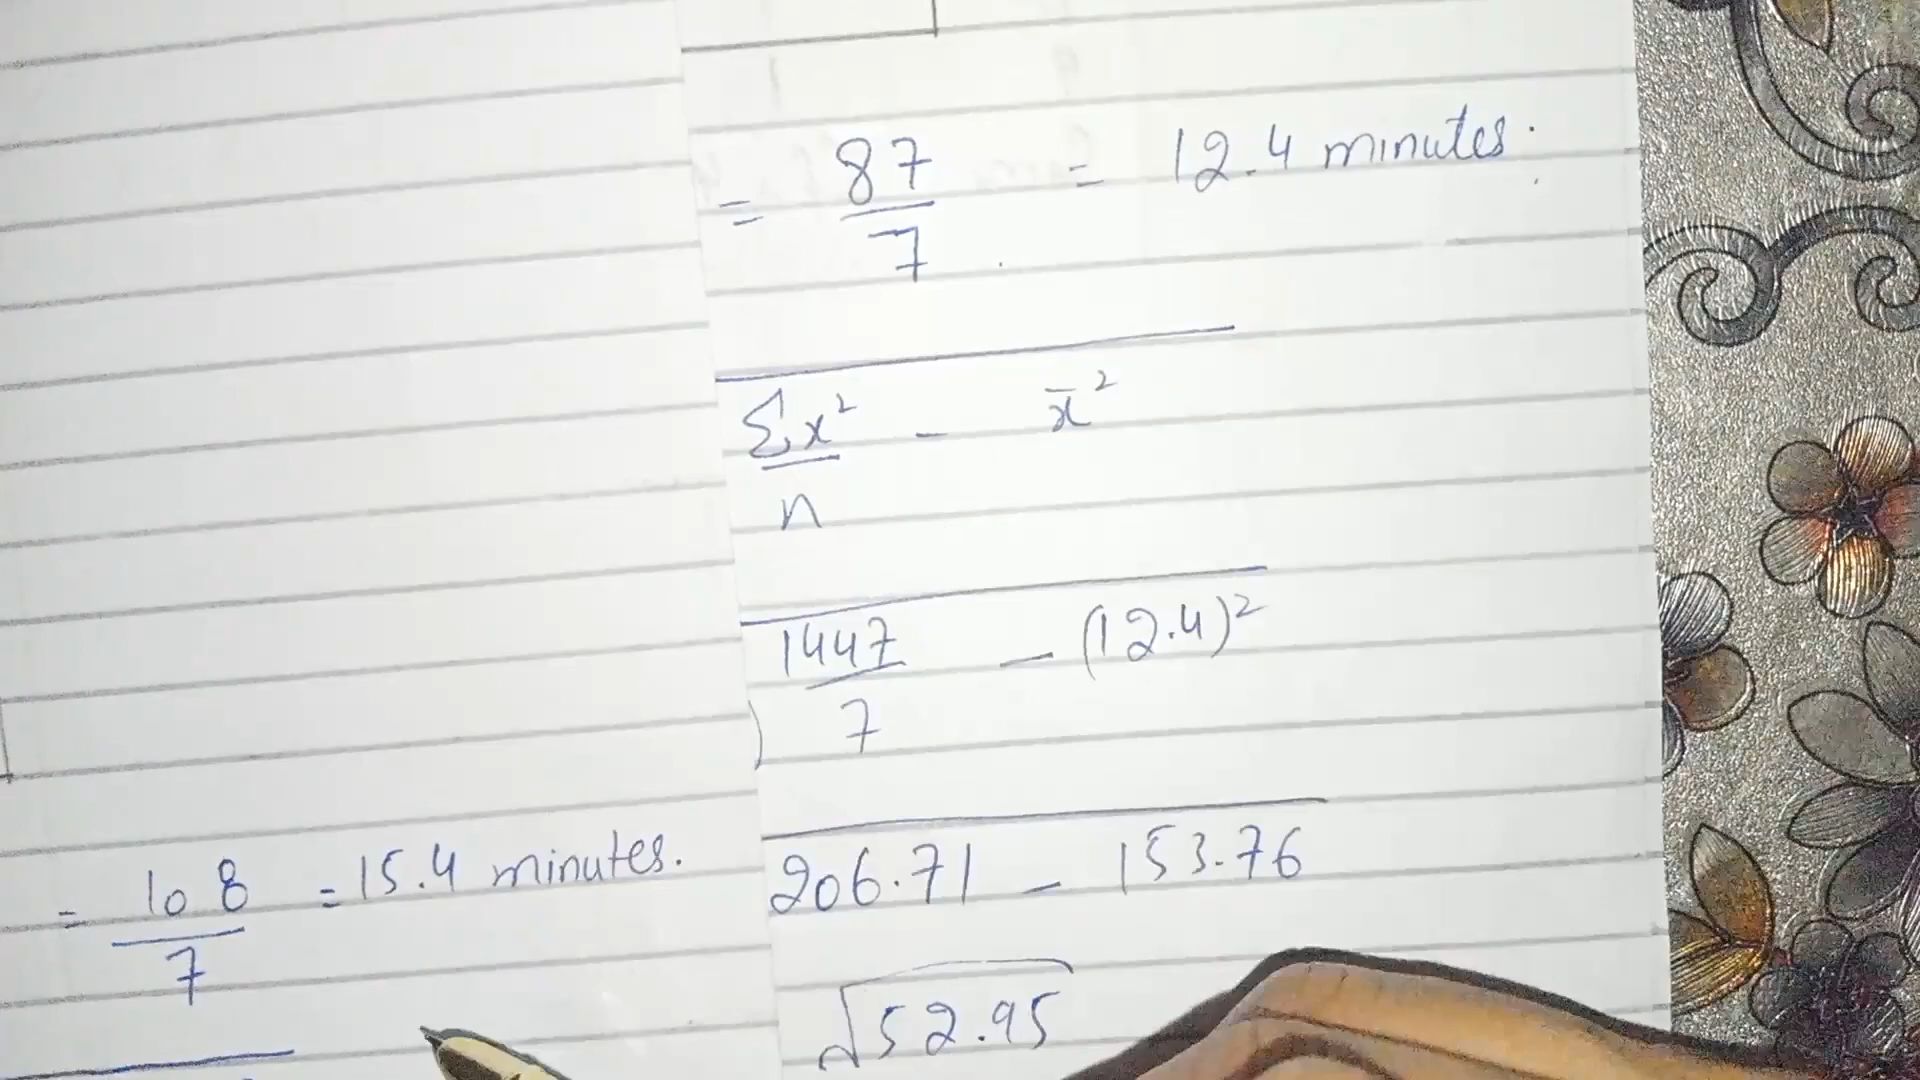 = 87/7 = 12.4 minutes.
Σx²/n - x̄²
1447/7 - (12.4)²
206.71 - 153.76
√52.95
= 108/7 = 15.4 minutes.